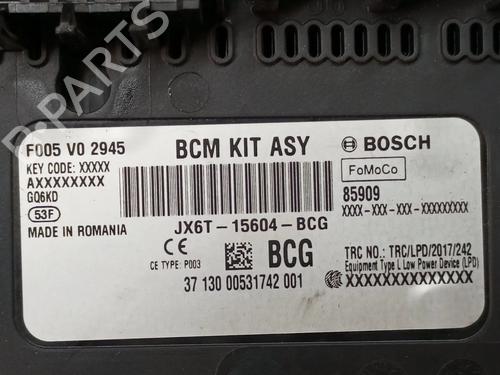 B-PARTS
F005 V0 2945
BCM KIT ASY
BOSCH
KEY CODE: XXXXX
AXXXXXXXX
GQ6KD
53F
MADE IN ROMANIA
FoMoCo
85909
XXXX-XXX-XXX-XXXXXXXXX
JX6T-15604-BCG
CE
CE TYPE: P003
BCG
37 130 00531742 001
TRC NO.: TRC/LPD/2017/242
Equipment Type L Low Power Device (LPD)
XXXXXXXXXXXXXXX